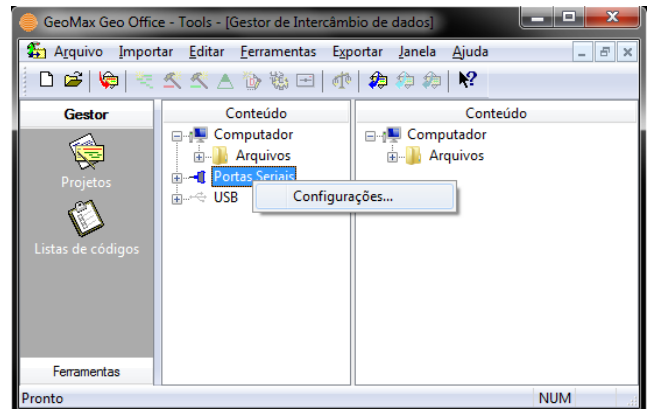 GeoMax Geo Office - Tools - [Gestor de Intercâmbio de dados]
Arquivo Importar Editar Ferramentas Exportar Janela Ajuda
Gestor
Projetos
Listas de códigos
Ferramentas
Conteúdo
Computador
Arquivos
Portas Seriais
USB
Configurações...
Conteúdo
Computador
Arquivos
Pronto NUM